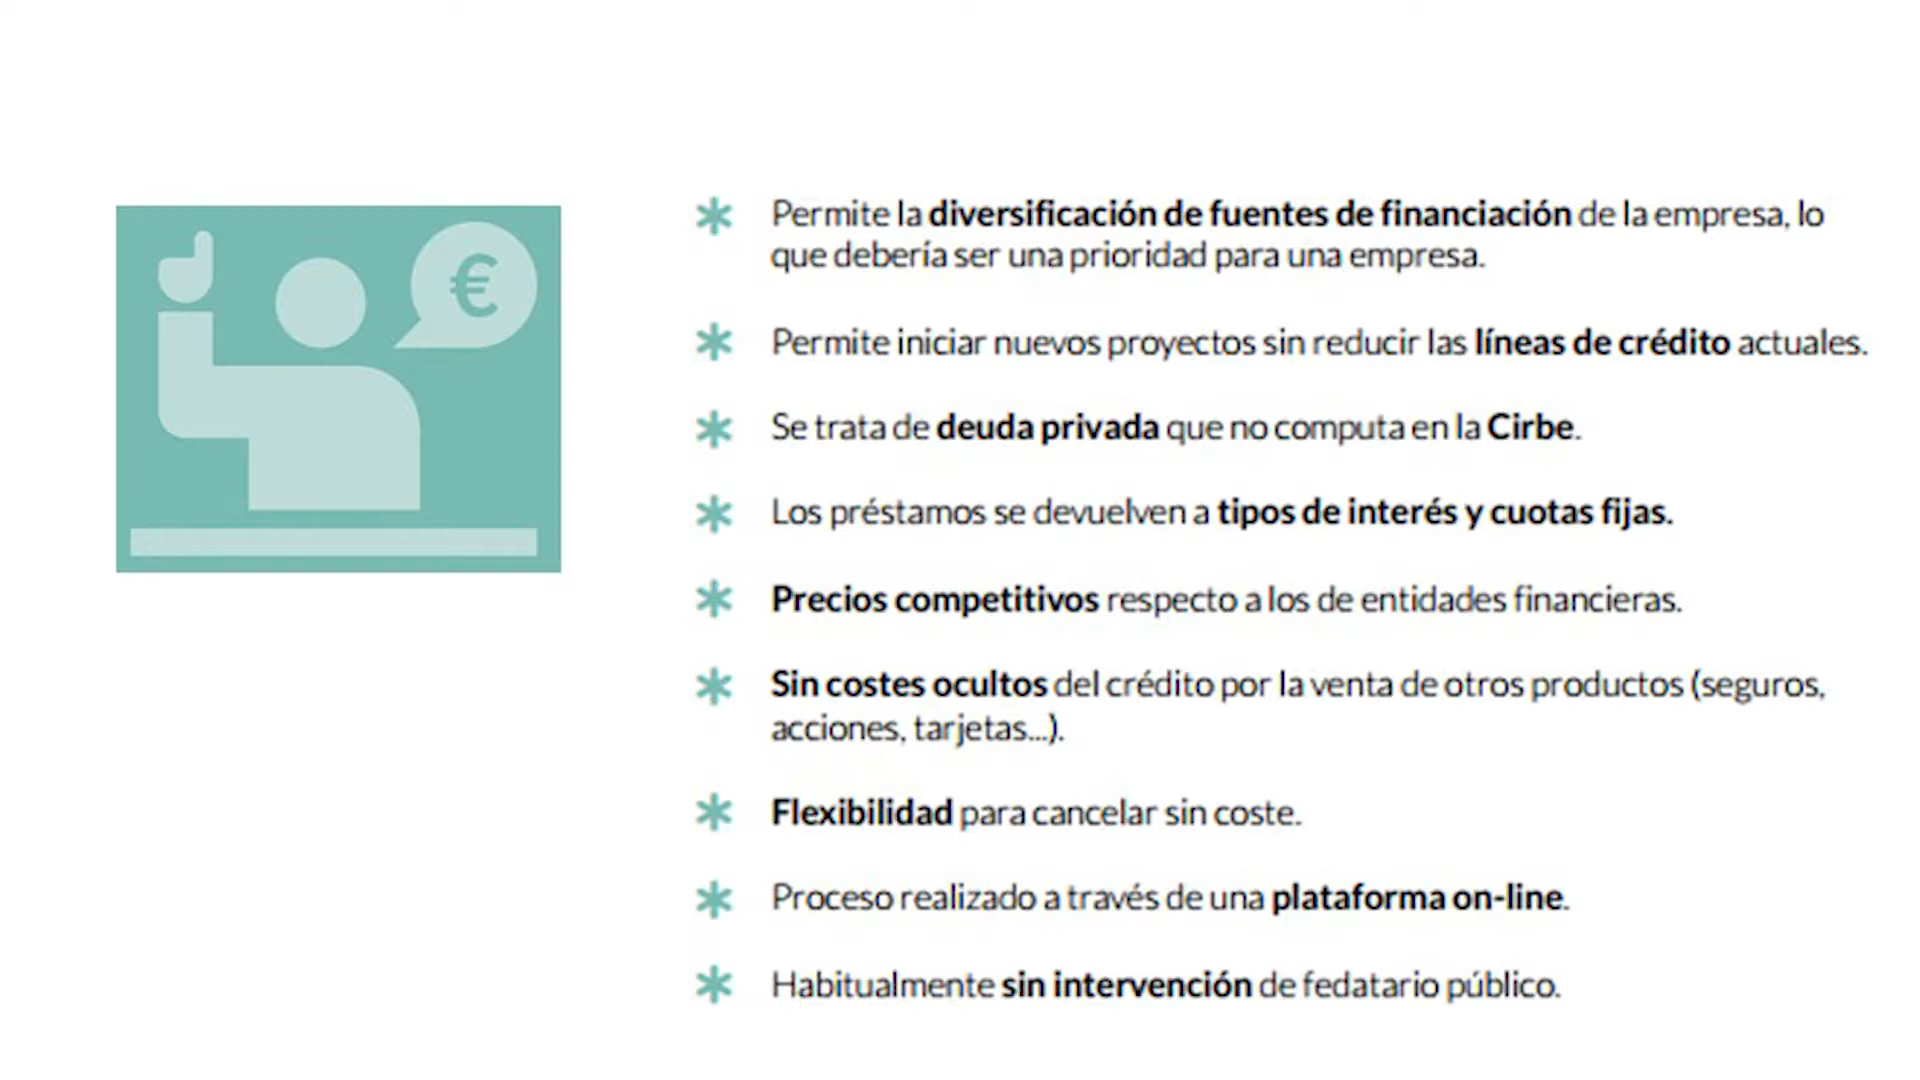 €
Permite la diversificación de fuentes de financiación de la empresa, lo
que debería ser una prioridad para una empresa.
Permite iniciar nuevos proyectos sin reducir las líneas de crédito actuales.
Se trata de deuda privada que no computa en la Cirbe.
Los préstamos se devuelven a tipos de interés y cuotas fijas.
Precios competitivos respecto a los de entidades financieras.
Sin costes ocultos del crédito por la venta de otros productos (seguros,
acciones, tarjetas...).
Flexibilidad para cancelar sin coste.
Proceso realizado a través de una plataforma on-line.
Habitualmente sin intervención de fedatario público.